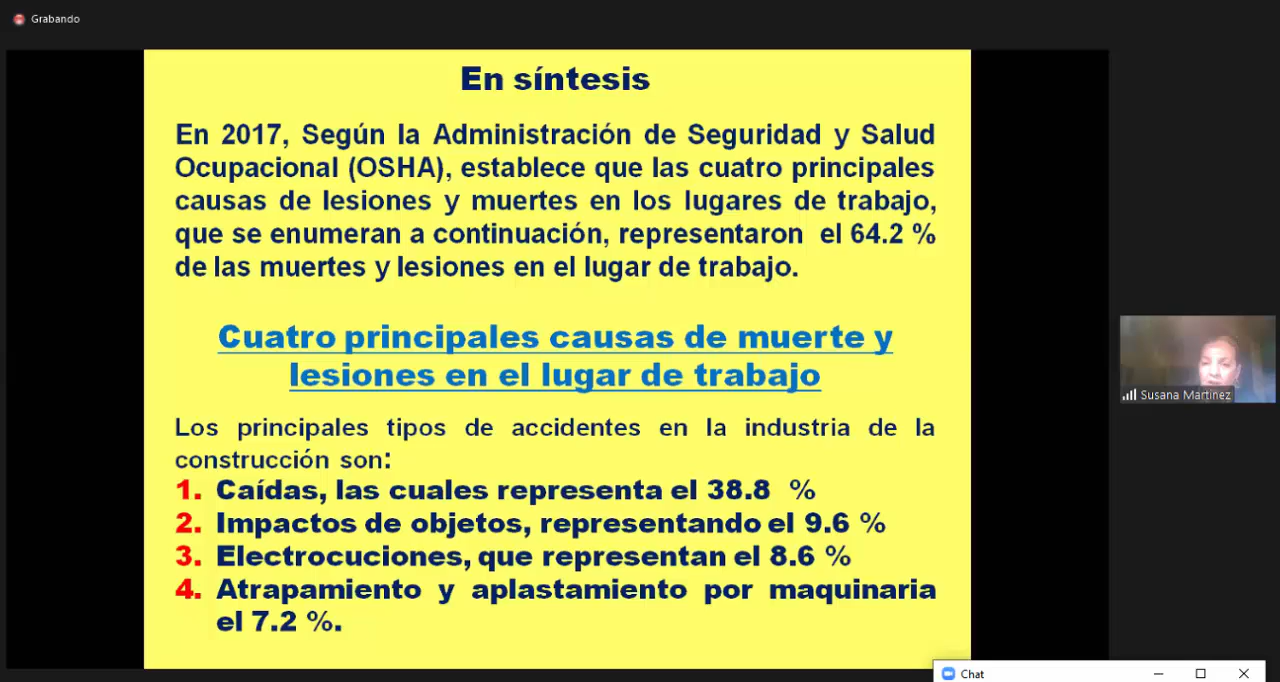 Grabando
En síntesis
En 2017, Según la Administración de Seguridad y Salud
Ocupacional (OSHA), establece que las cuatro principales
causas de lesiones y muertes en los lugares de trabajo,
que se enumeran a continuación, representaron el 64.2 %
de las muertes y lesiones en el lugar de trabajo.
Cuatro principales causas de muerte y
lesiones en el lugar de trabajo
Los principales tipos de accidentes en la industria de la
construcción son:
1. Caídas, las cuales representa el 38.8 %
2. Impactos de objetos, representando el 9.6 %
3. Electrocuciones, que representan el 8.6 %
4. Atrapamiento y aplastamiento por maquinaria
el 7.2 %.
Susana Martinez
Chat